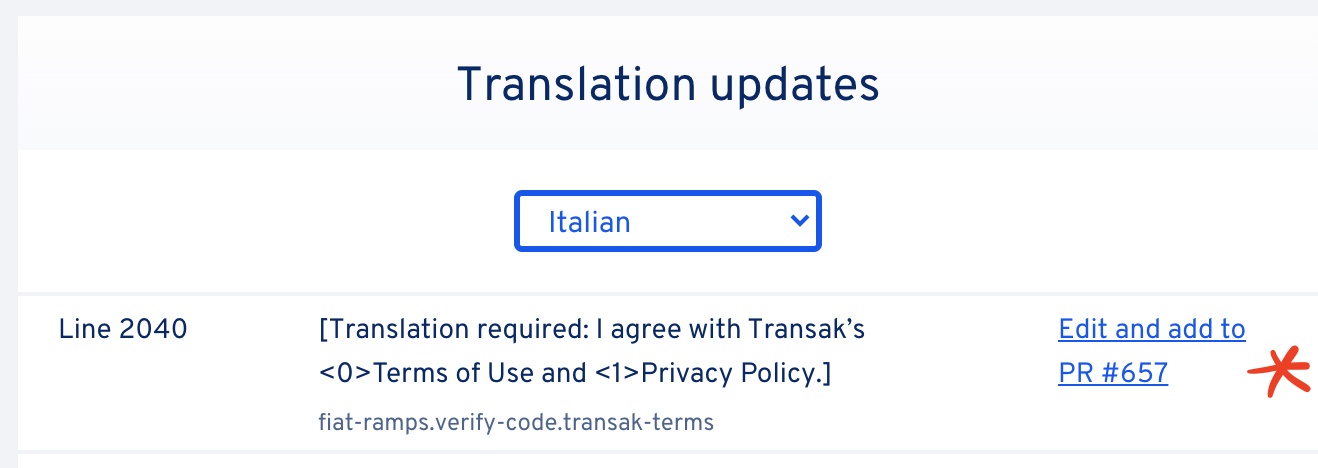 Translation updates
Italian
Line 2040
[Translation required: I agree with Transak’s
<0>Terms of Use and <1>Privacy Policy.]
fiat-ramps.verify-code.transak-terms
Edit and add to
PR #657